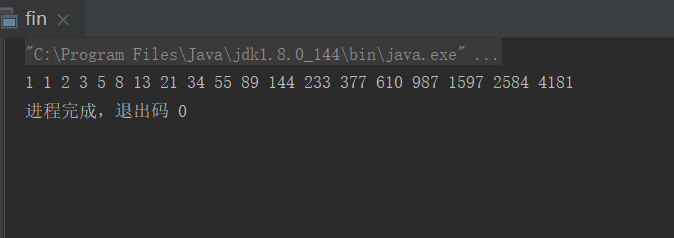 fin
"C:\Program Files\Java\jdk1.8.0_144\bin\java.exe" ...
1 1 2 3 5 8 13 21 34 55 89 144 233 377 610 987 1597 2584 4181
进程完成，退出码 0